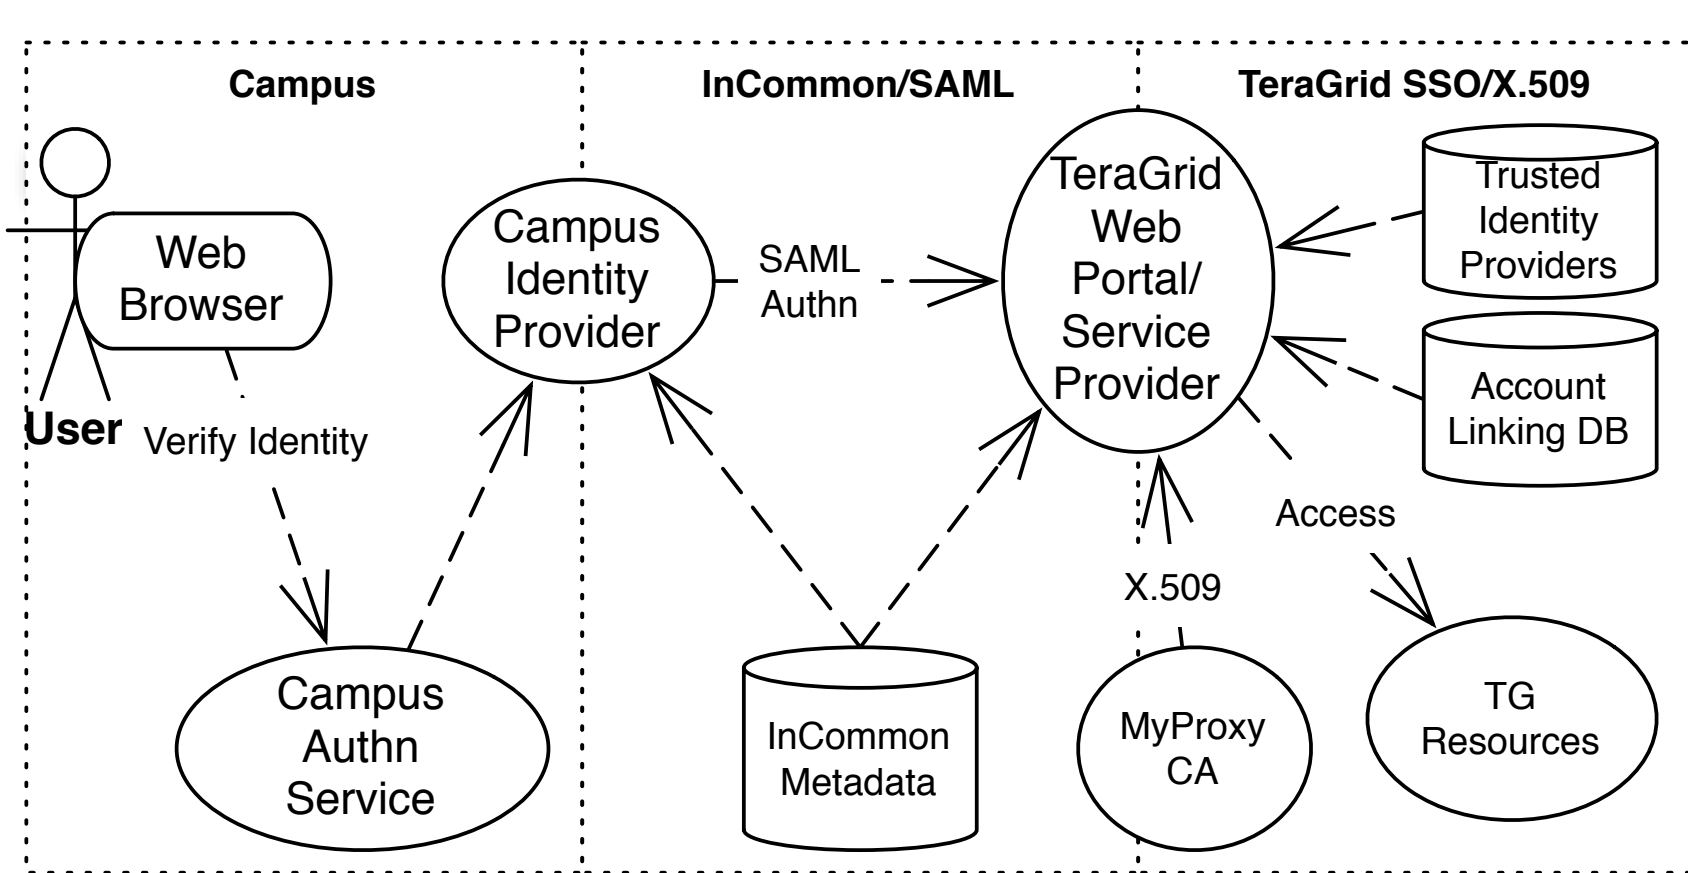 Campus
InCommon/SAML
TeraGrid SSO/X.509
Web
Browser
User
Verify Identity
Campus
Authn
Service
Campus
Identity
Provider
SAML
Authn
InCommon
Metadata
TeraGrid
Web
Portal/
Service
Provider
X.509
MyProxy
CA
Trusted
Identity
Providers
Account
Linking DB
Access
TG
Resources